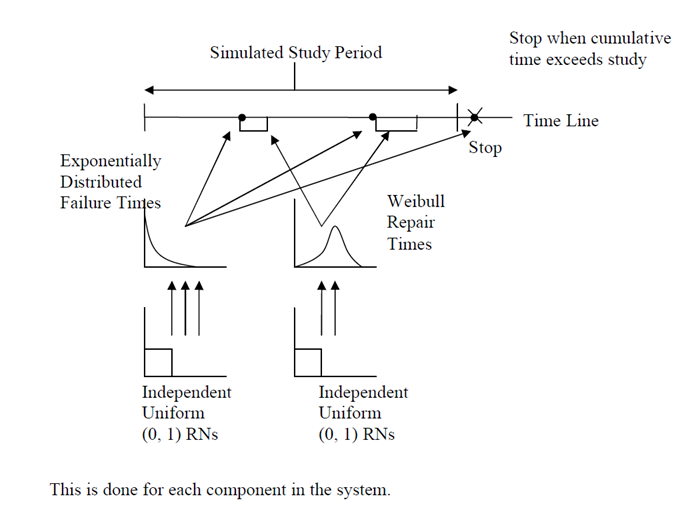 Simulated Study Period
Stop when cumulative
time exceeds study
Time Line
Stop
Exponentially
Distributed
Failure Times
Weibull
Repair
Times
Independent
Uniform
(0, 1) RNs
Independent
Uniform
(0, 1) RNs
This is done for each component in the system.